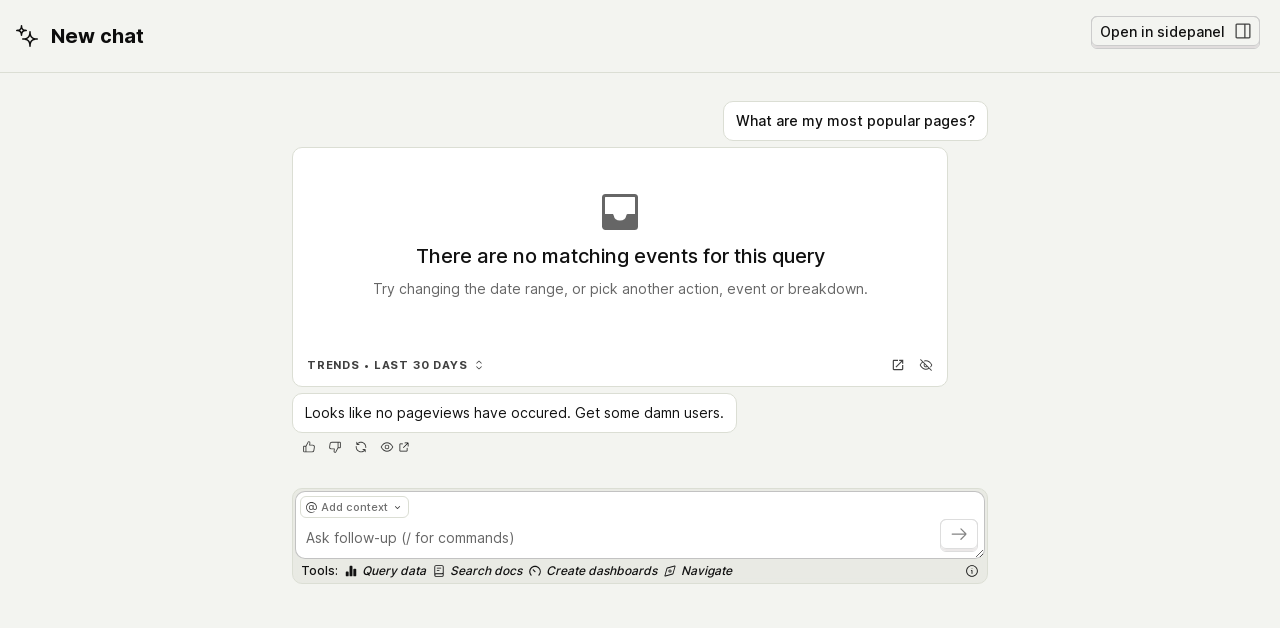 New chat
Open in sidepanel
What are my most popular pages?
There are no matching events for this query
Try changing the date range, or pick another action, event or breakdown.
TRENDS • LAST 30 DAYS
Looks like no pageviews have occured. Get some damn users.
@ Add context
Ask follow-up (/ for commands)
Tools: Query data Search docs Create dashboards Navigate